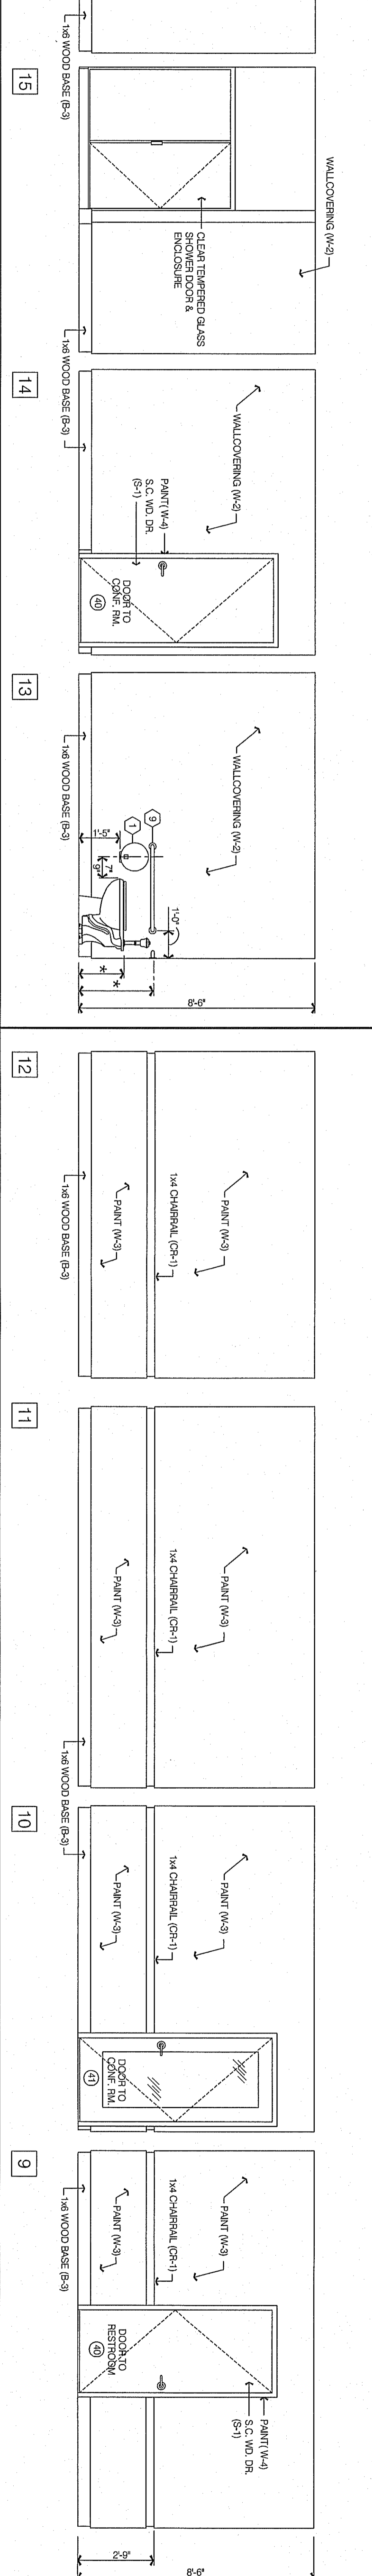 1x6 WOOD BASE (B-3)
15
WALLCOVERING (W-2)
CLEAR TEMPERED GLASS
SHOWER DOOR &
ENCLOSURE
1x6 WOOD BASE (B-3)
14
WALLCOVERING (W-2)
PAINT( W-4)
S.C. WD. DR.
(S-1)
DOOR TO
CONF. RM.
40
1x6 WOOD BASE (B-3)
13
WALLCOVERING (W-2)
9
1
1'-5"
7"
9"
1'-0"
*
*
8'-6"
12
PAINT (W-3)
1x4 CHAIRRAIL (CR-1)
PAINT (W-3)
1x6 WOOD BASE (B-3)
11
PAINT (W-3)
1x4 CHAIRRAIL (CR-1)
PAINT (W-3)
1x6 WOOD BASE (B-3)
10
PAINT (W-3)
1x4 CHAIRRAIL (CR-1)
PAINT (W-3)
DOOR TO
CONF. RM.
41
9
PAINT (W-3)
1x4 CHAIRRAIL (CR-1)
PAINT (W-3)
1x6 WOOD BASE (B-3)
DOOR TO
RESTROOM
40
PAINT( W-4)
S.C. WD. DR.
(S-1)
2'-9"
8'-6"